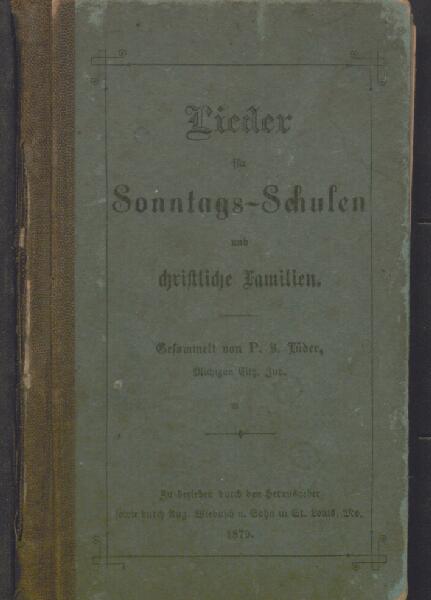 Lieder
für
Sonntags-Schulen
und
christliche Familien.
Gesammelt von P. J. Lüder,
Michigan City, Ind.
Zu beziehen durch den Herausgeber
sowie durch Aug. Wiebusch u. Sohn in St. Louis, Mo.
1879.